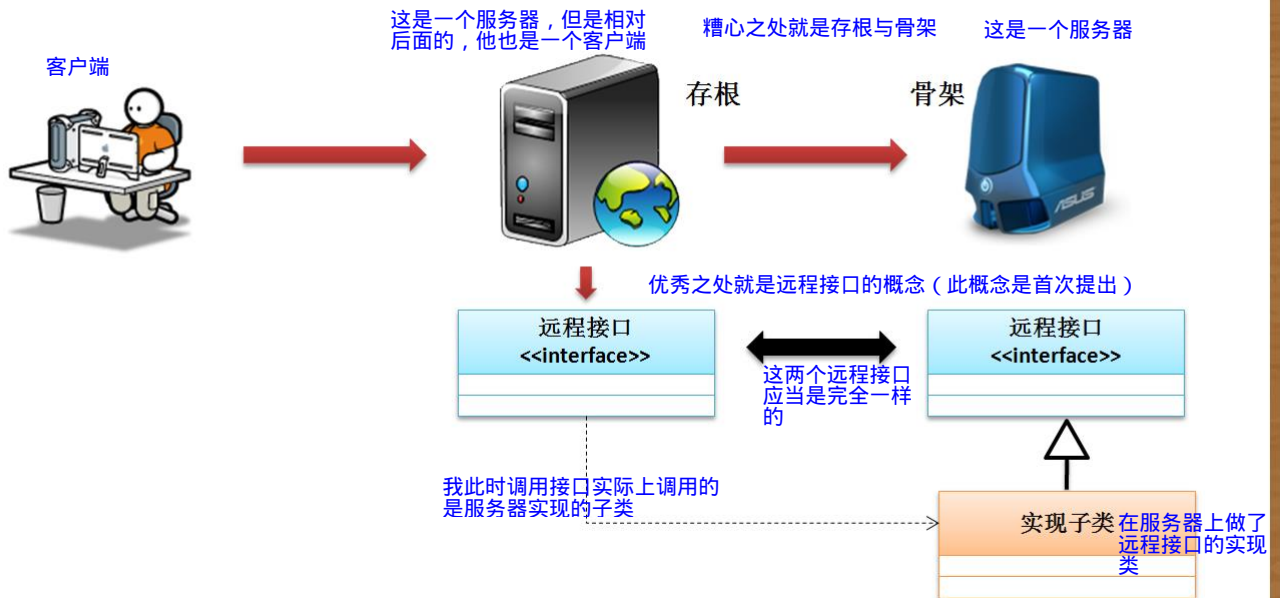 这是一个服务器，但是相对
后面的，他也是一个客户端
糟心之处就是存根与骨架
这是一个服务器
客户端
存根
骨架
ASUS
优秀之处就是远程接口的概念（此概念是首次提出）
远程接口
<<interface>>
远程接口
<<interface>>
这两个远程接口
应当是完全一样
的
我此时调用接口实际上调用的
是服务器实现的子类
实现子类
在服务器上做了
远程接口的实现
类